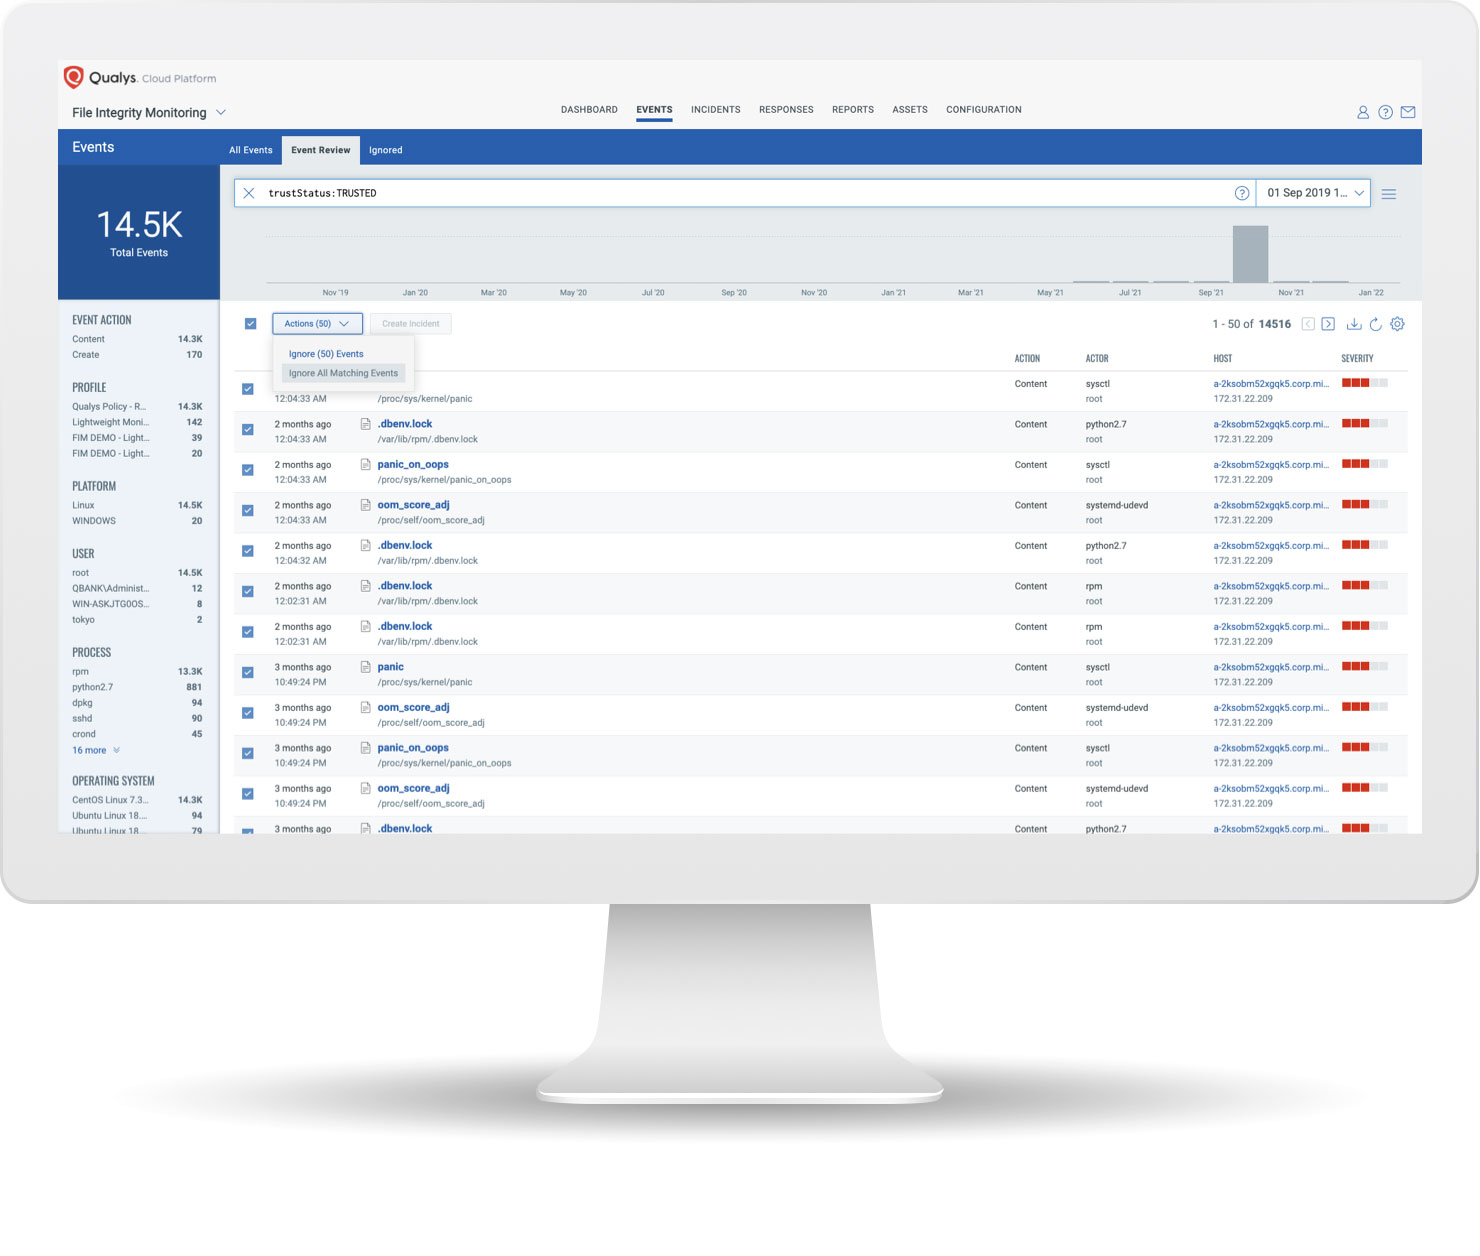 Qualys. Cloud Platform
File Integrity Monitoring
DASHBOARD EVENTS INCIDENTS RESPONSES REPORTS ASSETS CONFIGURATION
Events
All Events Event Review Ignored
14.5K
Total Events
trustStatus:TRUSTED
01 Sep 2019 1...
Nov '19 Jan '20 Mar '20 May '20 Jul '20 Sep '20 Nov '20 Jan '21 Mar '21 May '21 Jul '21 Sep '21 Nov '21 Jan '22
EVENT ACTION
Content 14.3K
Create 170
PROFILE
Qualys Policy - R... 14.3K
Lightweight Moni... 142
FIM DEMO - Light... 39
FIM DEMO - Light... 20
PLATFORM
Linux 14.5K
WINDOWS 20
USER
root 14.5K
QBANK\Administ... 12
WIN-ASKJTG0OS... 8
tokyo 2
PROCESS
rpm 13.3K
python2.7 881
dpkg 94
sshd 90
crond 45
16 more
OPERATING SYSTEM
CentOS Linux 7.3... 14.3K
Ubuntu Linux 18.... 94
Ubuntu Linux 18... 79
Actions (50) Create Incident
1 - 50 of 14516
Ignore (50) Events
Ignore All Matching Events
ACTION ACTOR HOST SEVERITY
Content sysctl a-2ksobm52xgqk5.corp.mi...
12:04:33 AM /proc/sys/kernel/panic root 172.31.22.209
2 months ago .dbenv.lock Content python2.7 a-2ksobm52xgqk5.corp.mi...
12:04:33 AM /var/lib/rpm/.dbenv.lock root 172.31.22.209
2 months ago panic_on_oops Content sysctl a-2ksobm52xgqk5.corp.mi...
12:04:33 AM /proc/sys/kernel/panic_on_oops root 172.31.22.209
2 months ago oom_score_adj Content systemd-udevd a-2ksobm52xgqk5.corp.mi...
12:04:33 AM /proc/self/oom_score_adj root 172.31.22.209
2 months ago .dbenv.lock Content python2.7 a-2ksobm52xgqk5.corp.mi...
12:04:32 AM /var/lib/rpm/.dbenv.lock root 172.31.22.209
2 months ago .dbenv.lock Content rpm a-2ksobm52xgqk5.corp.mi...
12:02:31 AM /var/lib/rpm/.dbenv.lock root 172.31.22.209
2 months ago .dbenv.lock Content rpm a-2ksobm52xgqk5.corp.mi...
12:02:31 AM /var/lib/rpm/.dbenv.lock root 172.31.22.209
3 months ago panic Content sysctl a-2ksobm52xgqk5.corp.mi...
10:49:24 PM /proc/sys/kernel/panic root 172.31.22.209
3 months ago oom_score_adj Content systemd-udevd a-2ksobm52xgqk5.corp.mi...
10:49:24 PM /proc/self/oom_score_adj root 172.31.22.209
3 months ago panic_on_oops Content sysctl a-2ksobm52xgqk5.corp.mi...
10:49:24 PM /proc/sys/kernel/panic_on_oops root 172.31.22.209
3 months ago oom_score_adj Content systemd-udevd a-2ksobm52xgqk5.corp.mi...
10:49:24 PM /proc/self/oom_score_adj root 172.31.22.209
3 months ago .dbenv.lock Content python2.7 a-2ksobm52xgqk5.corp.mi...